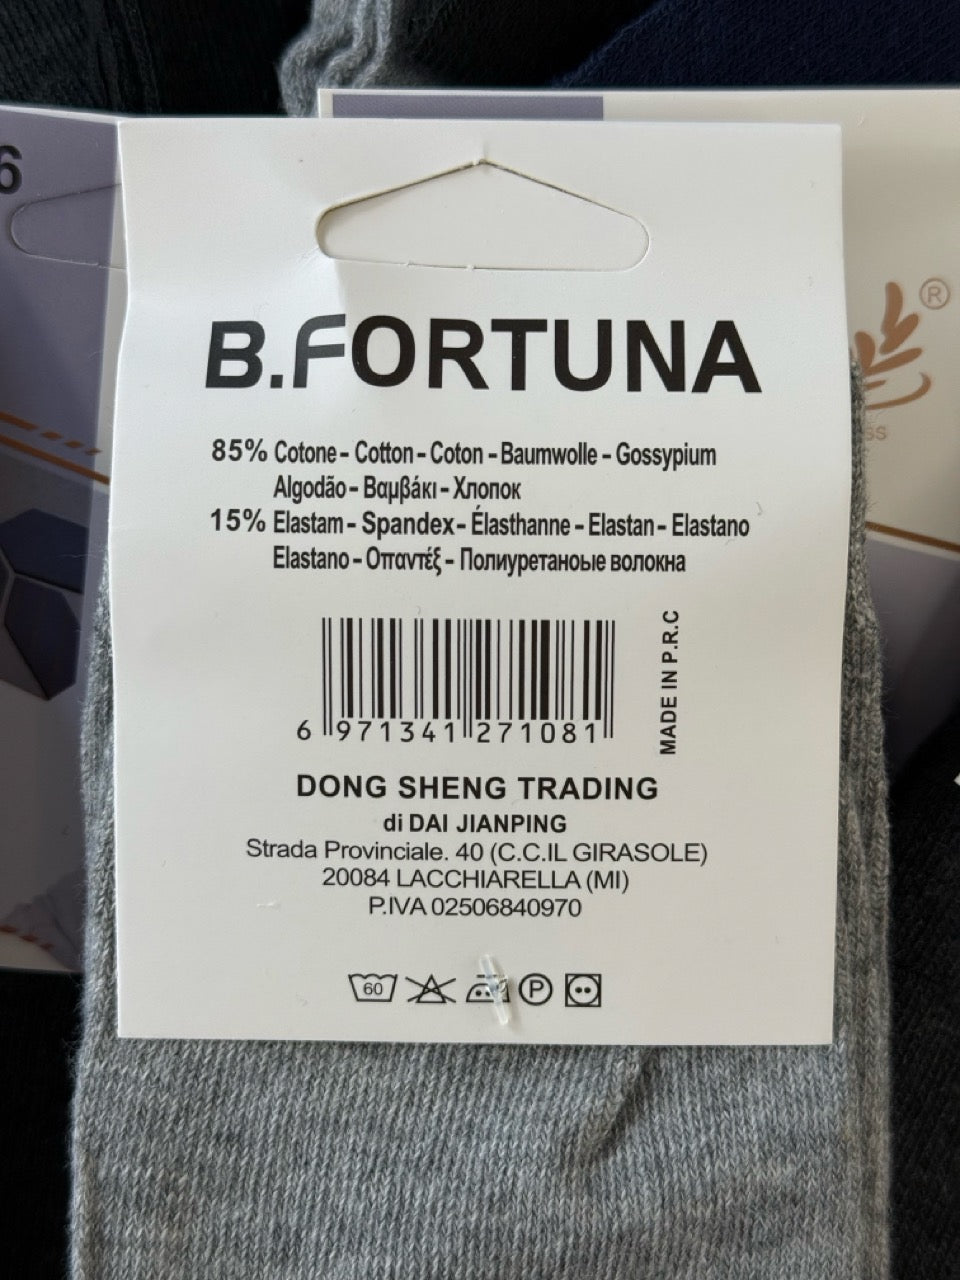 6
®
B.FORTUNA
85% Cotone - Cotton - Coton - Baumwolle - Gossypium
Algodão - Βαμβάκι - Хлопок
15% Elastam - Spandex - Élasthanne - Elastan - Elastano
Elastano - Οπαντέξ - Полиуретаноые волокна
6 971341 271081
MADE IN P.R.C
DONG SHENG TRADING
di DAI JIANPING
Strada Provinciale. 40 (C.C.IL GIRASOLE)
20084 LACCHIARELLA (MI)
P.IVA 02506840970
60
P